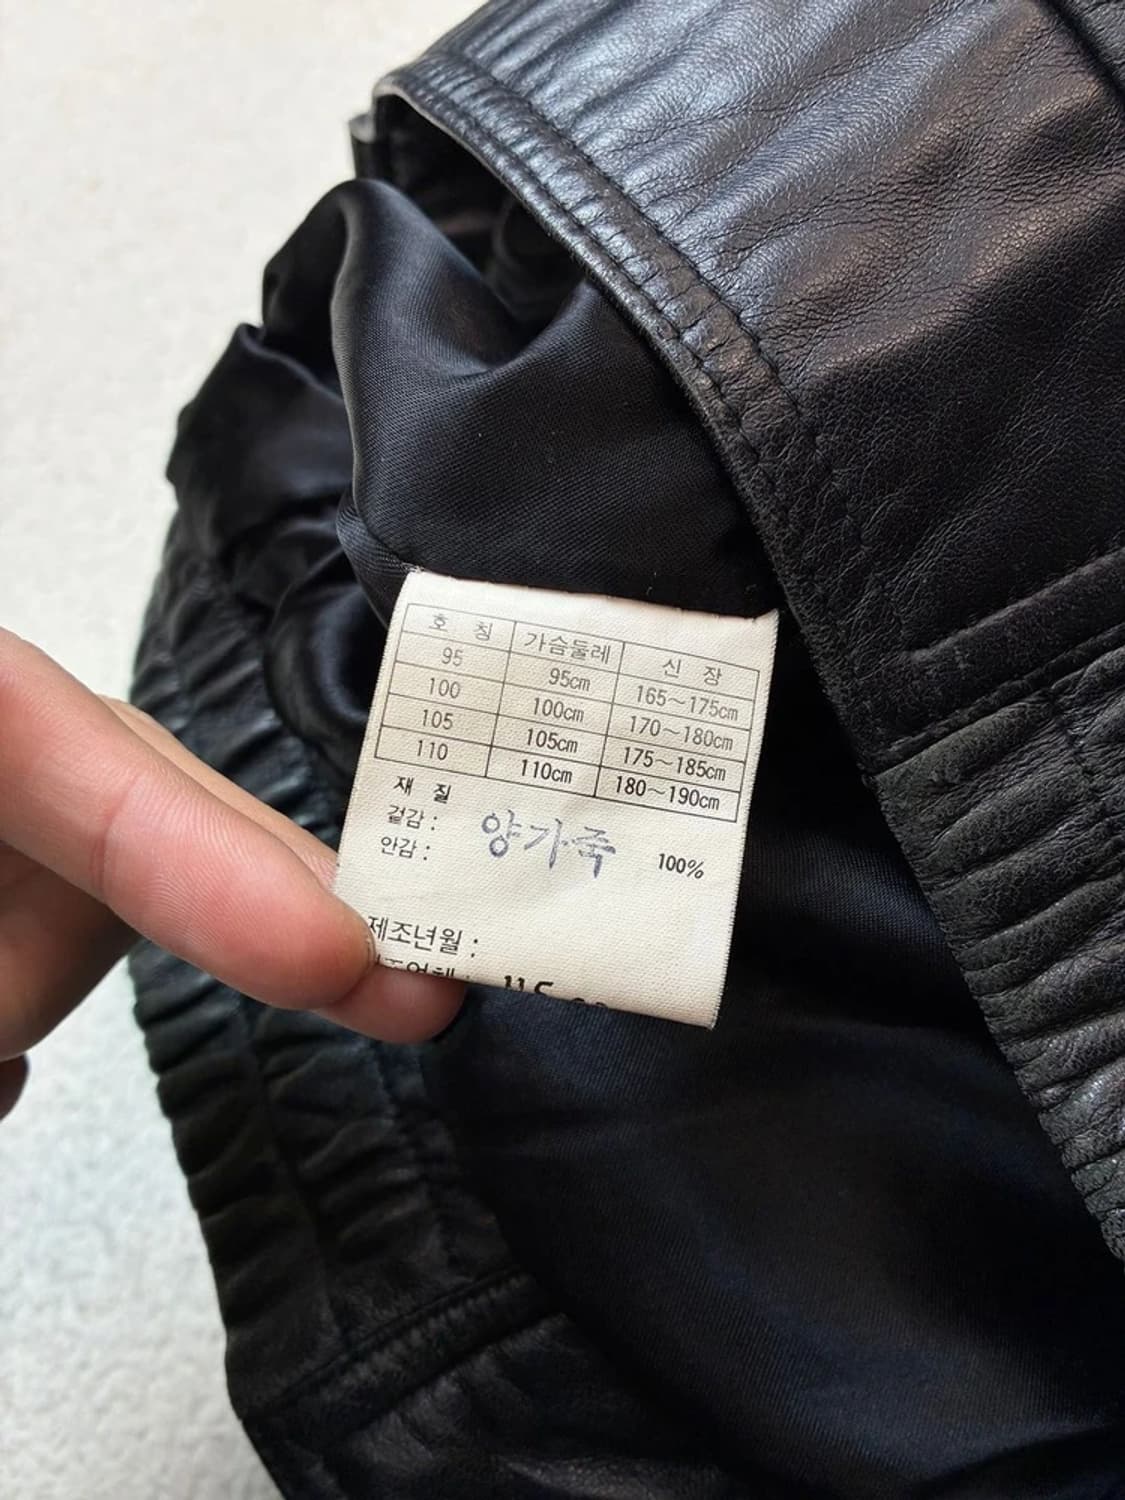 호 칭 가슴둘레 신 장
95 95cm 165~175cm
100 100cm 170~180cm
105 105cm 175~185cm
110 110cm 180~190cm
재 질
겉감 : 양가죽 100%
안감 :
제조년월 :